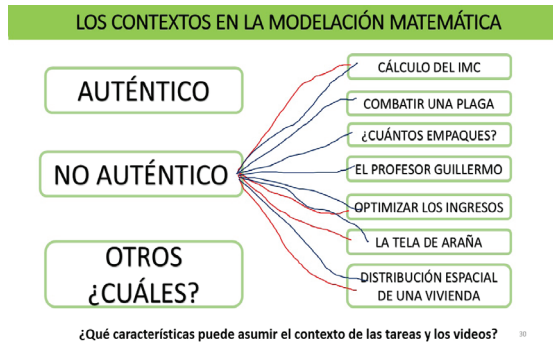 LOS CONTEXTOS EN LA MODELACIÓN MATEMÁTICA
AUTÉNTICO
NO AUTÉNTICO
OTROS
¿CUÁLES?
CÁLCULO DEL IMC
COMBATIR UNA PLAGA
¿CUÁNTOS EMPAQUES?
EL PROFESOR GUILLERMO
OPTIMIZAR LOS INGRESOS
LA TELA DE ARAÑA
DISTRIBUCIÓN ESPACIAL
DE UNA VIVIENDA
¿Qué características puede asumir el contexto de las tareas y los videos?
30